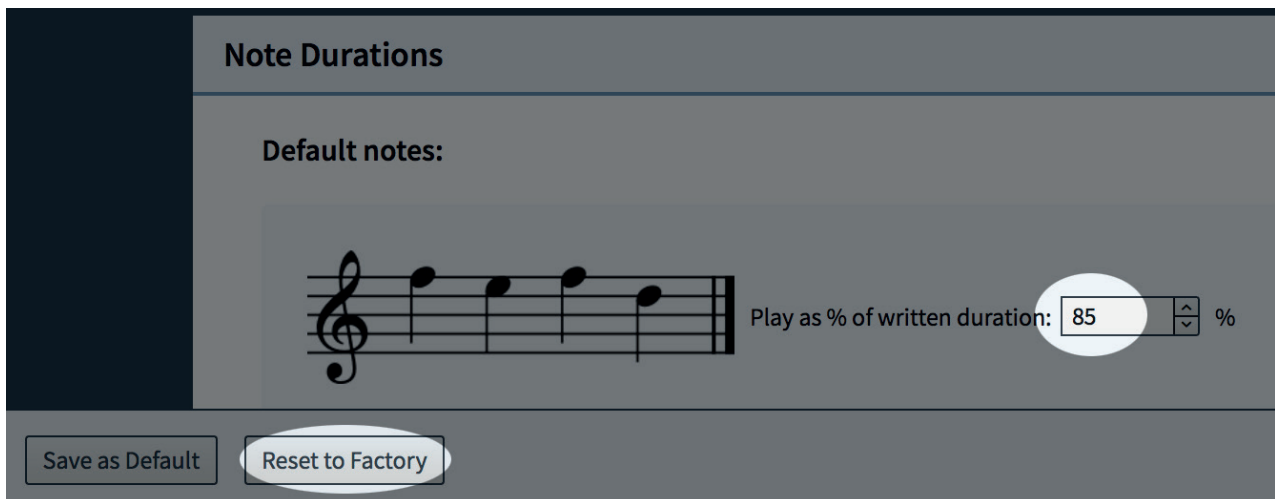 Note Durations
Default notes:
Play as % of written duration: 85 %
Save as Default
Reset to Factory